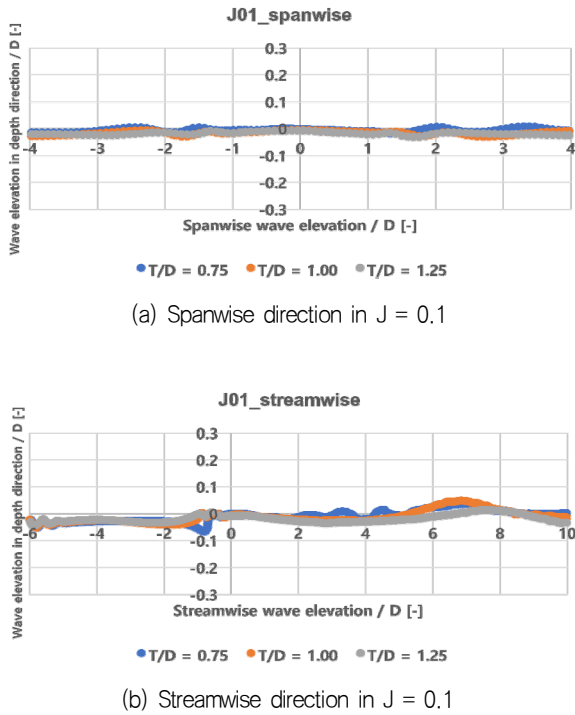 J01_spanwise
Wave elevation in depth direction / D [-]
0.3
0.2
0.1
0
-0.1
-0.2
-0.3
-4 -3 -2 -1 0 1 2 3 4
Spanwise wave elevation / D [-]
T/D = 0.75 T/D = 1.00 T/D = 1.25
(a) Spanwise direction in J = 0.1
J01_streamwise
Wave elevation in depth direction / D [-]
0.3
0.2
0.1
0.0
-0.1
-0.2
-0.3
-6 -4 -2 0 2 4 6 8 10
Streamwise wave elevation / D [-]
T/D = 0.75 T/D = 1.00 T/D = 1.25
(b) Streamwise direction in J = 0.1